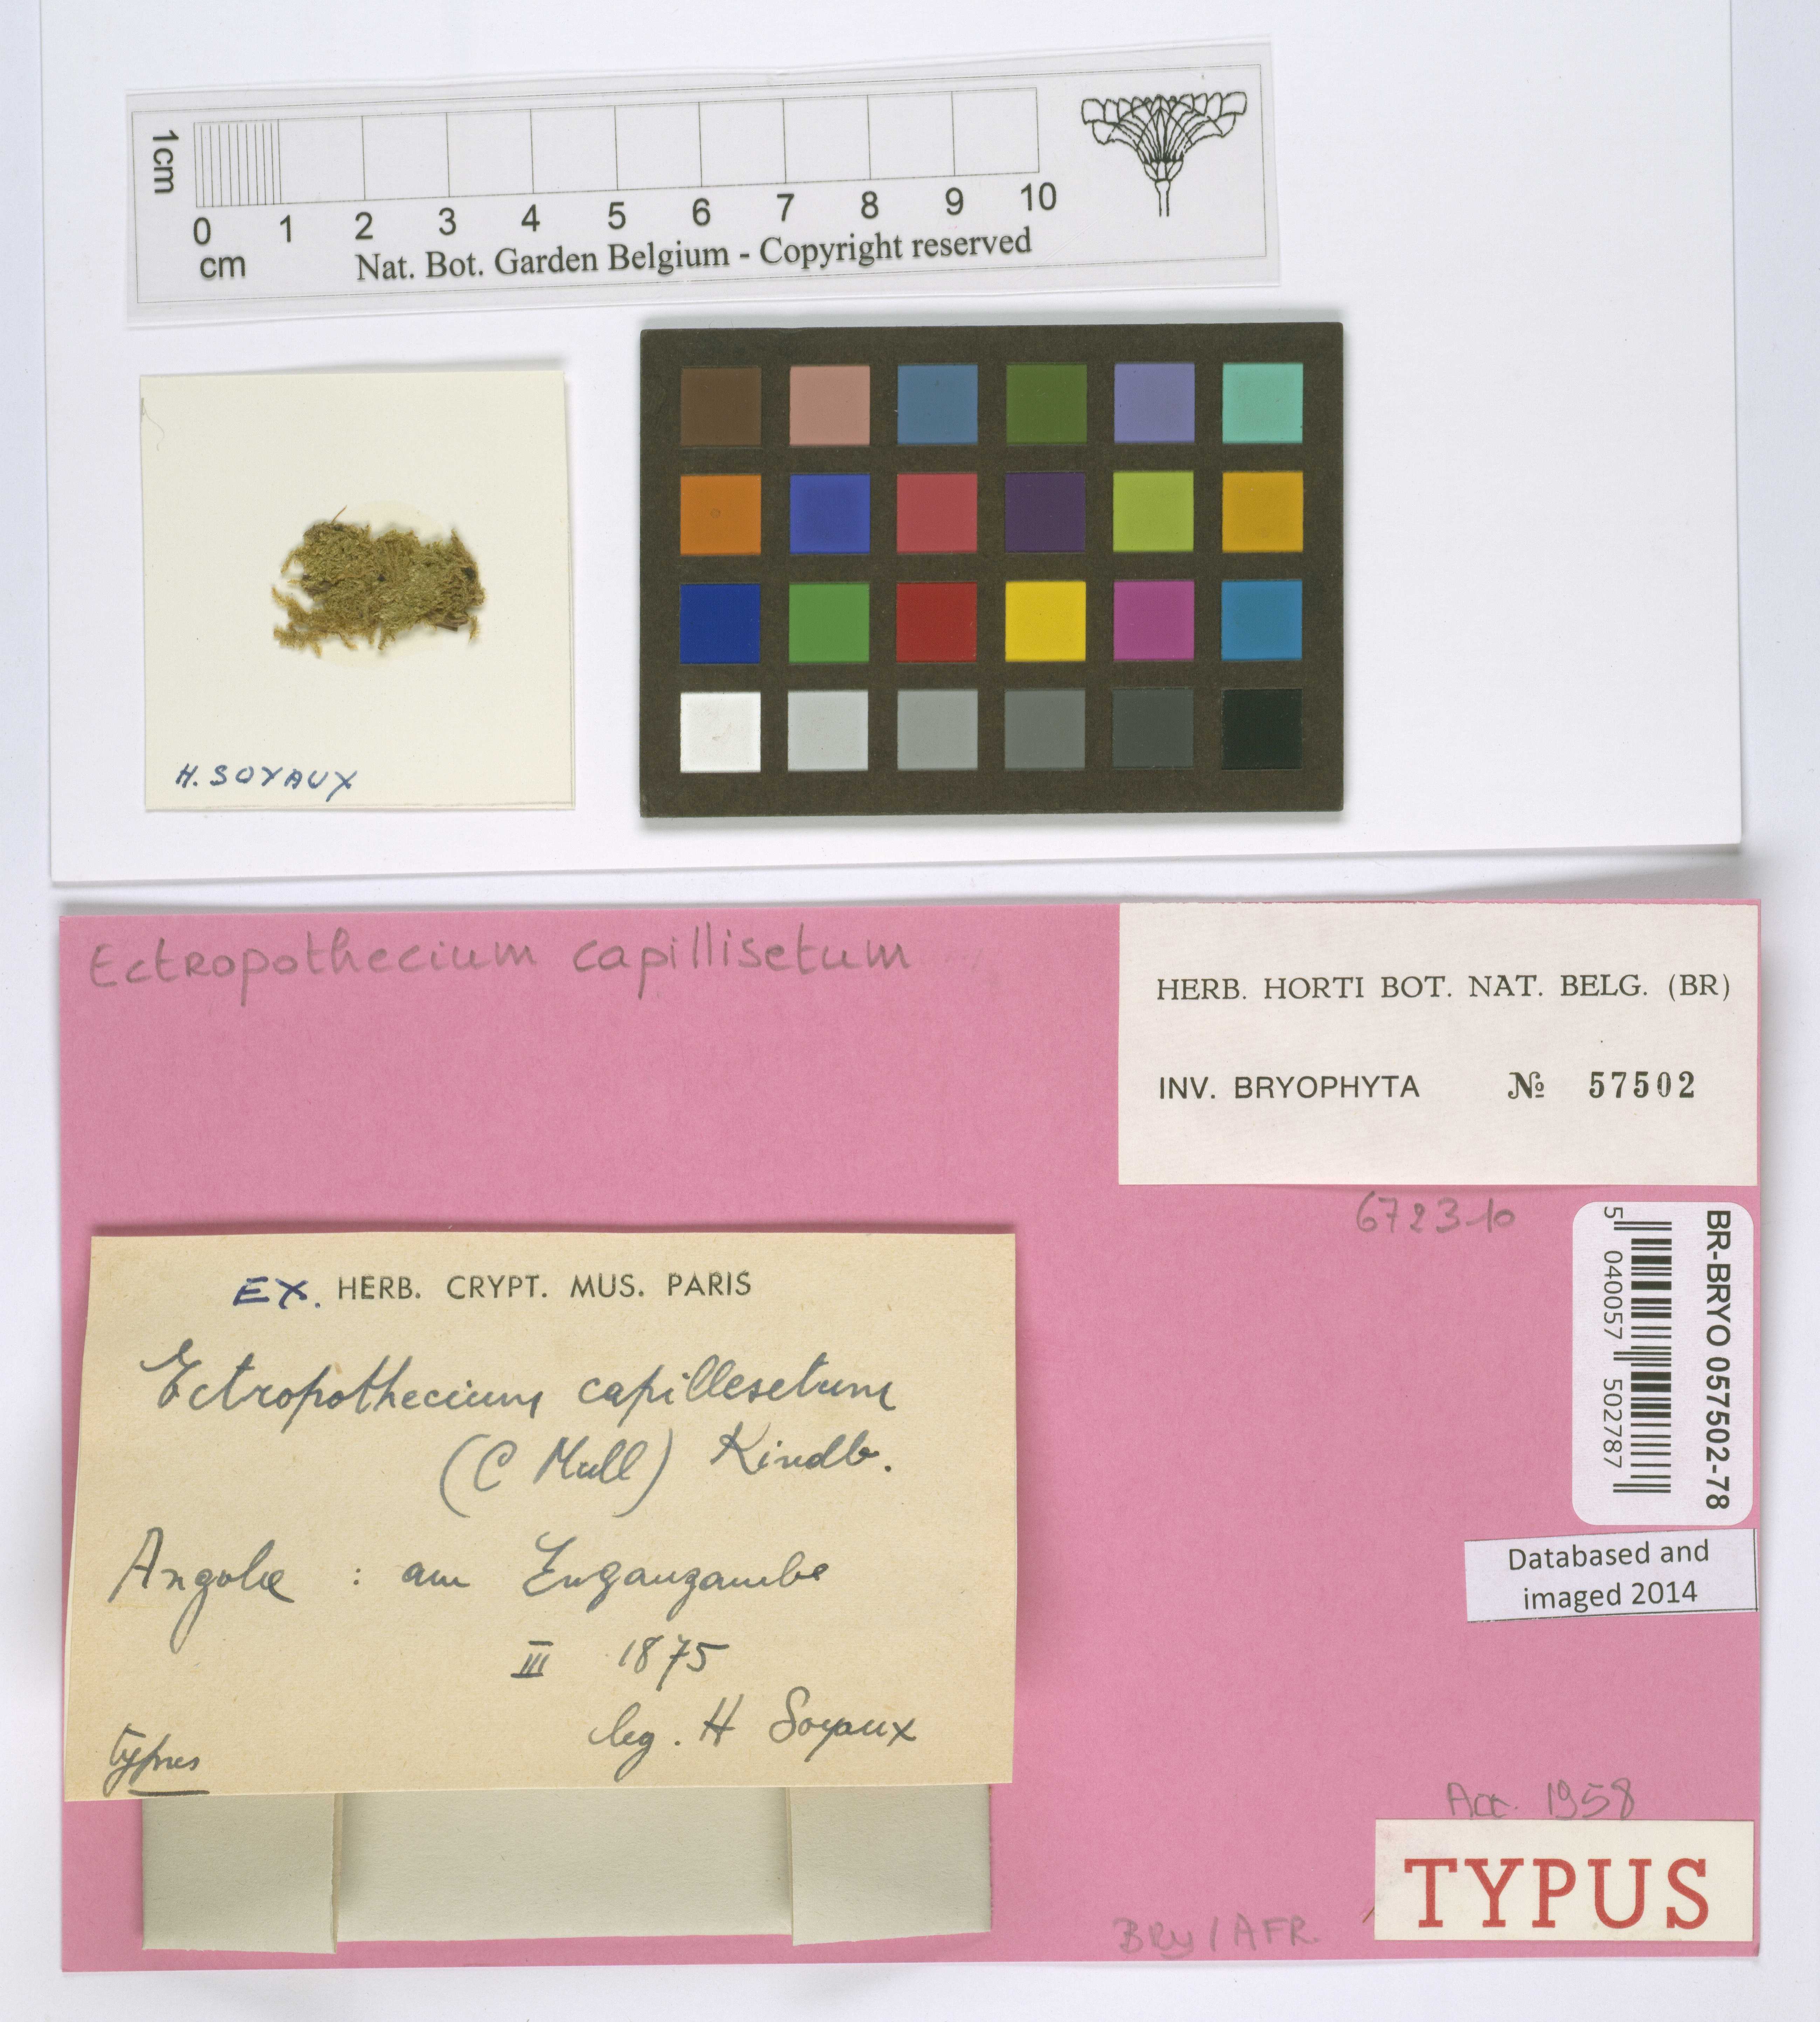 1cm
0 1 2 3 4 5 6 7 8 9 10
cm
Nat. Bot. Garden Belgium - Copyright reserved
H. SOYAUX
Ectropothecium capillisetum
HERB. HORTI BOT. NAT. BELG. (BR)
INV. BRYOPHYTA № 57502
6723-10
BR-BRYO 057502-78
5 040057 502787
Databased and
imaged 2014
EX. HERB. CRYPT. MUS. PARIS
Ectropothecium capillesetum
(C Mull) Kindb.
Angola : am
III 1875
leg. H Soyaux
typus
Acc. 1958
TYPUS
BRY/AFR.